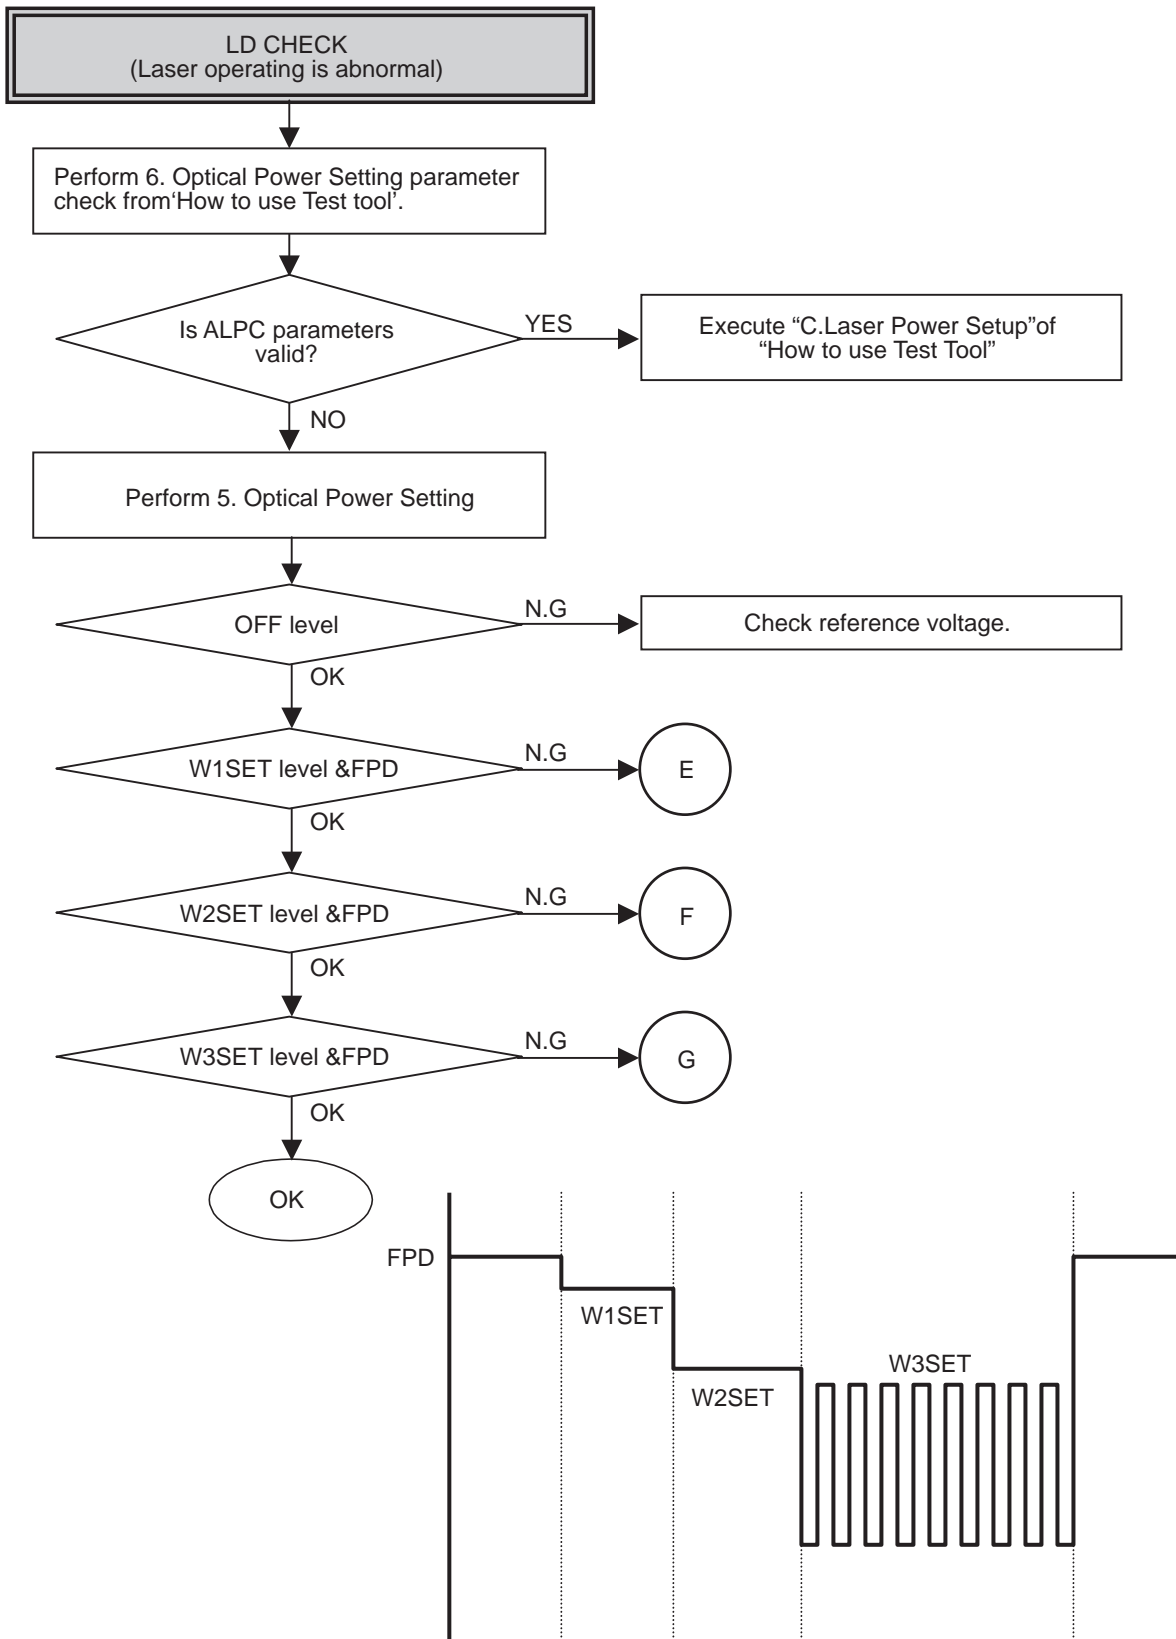 LD CHECK
(Laser operating is abnormal)
Perform 6. Optical Power Setting parameter
check from‘How to use Test tool’.
Is ALPC parameters
valid?
YES
Execute “C.Laser Power Setup”of
“How to use Test Tool”
NO
Perform 5. Optical Power Setting
OFF level
N.G
Check reference voltage.
OK
W1SET level &FPD
N.G
E
OK
W2SET level &FPD
N.G
F
OK
W3SET level &FPD
N.G
G
OK
OK
FPD
W1SET
W2SET
W3SET